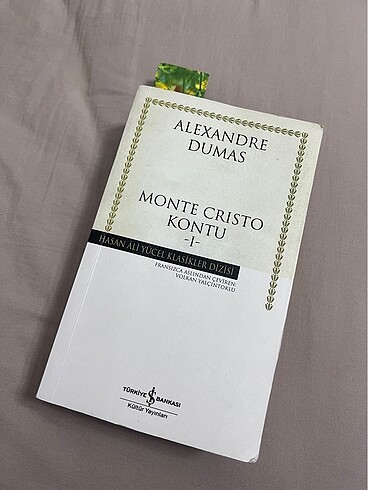 ALEXANDRE
DUMAS
MONTE CRISTO
KONTU
-I-
HASAN ÂLİ YÜCEL KLASİKLER DİZİSİ
FRANSIZCA ASLINDAN ÇEVİREN:
VOLKAN YALÇINTOKLU
TÜRKİYE İŞ BANKASI
Kültür Yayınları